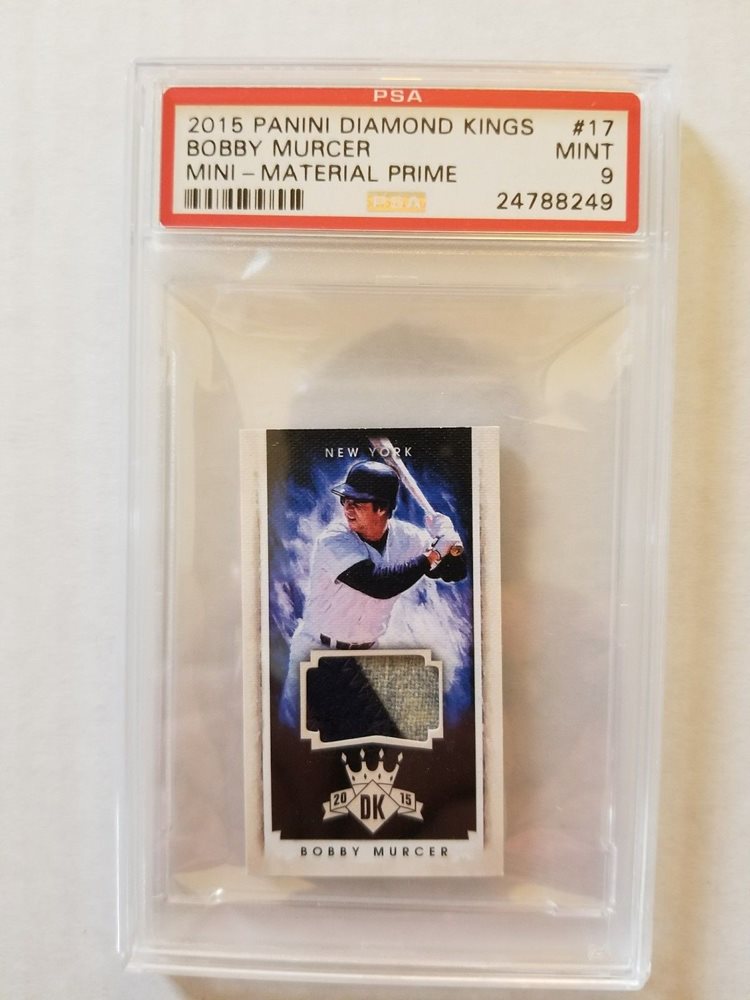 PSA
2015 PANINI DIAMOND KINGS #17
BOBBY MURCER MINT
MINI – MATERIAL PRIME 9
PSA 24788249
NEW YORK
20 DK 15
BOBBY MURCER